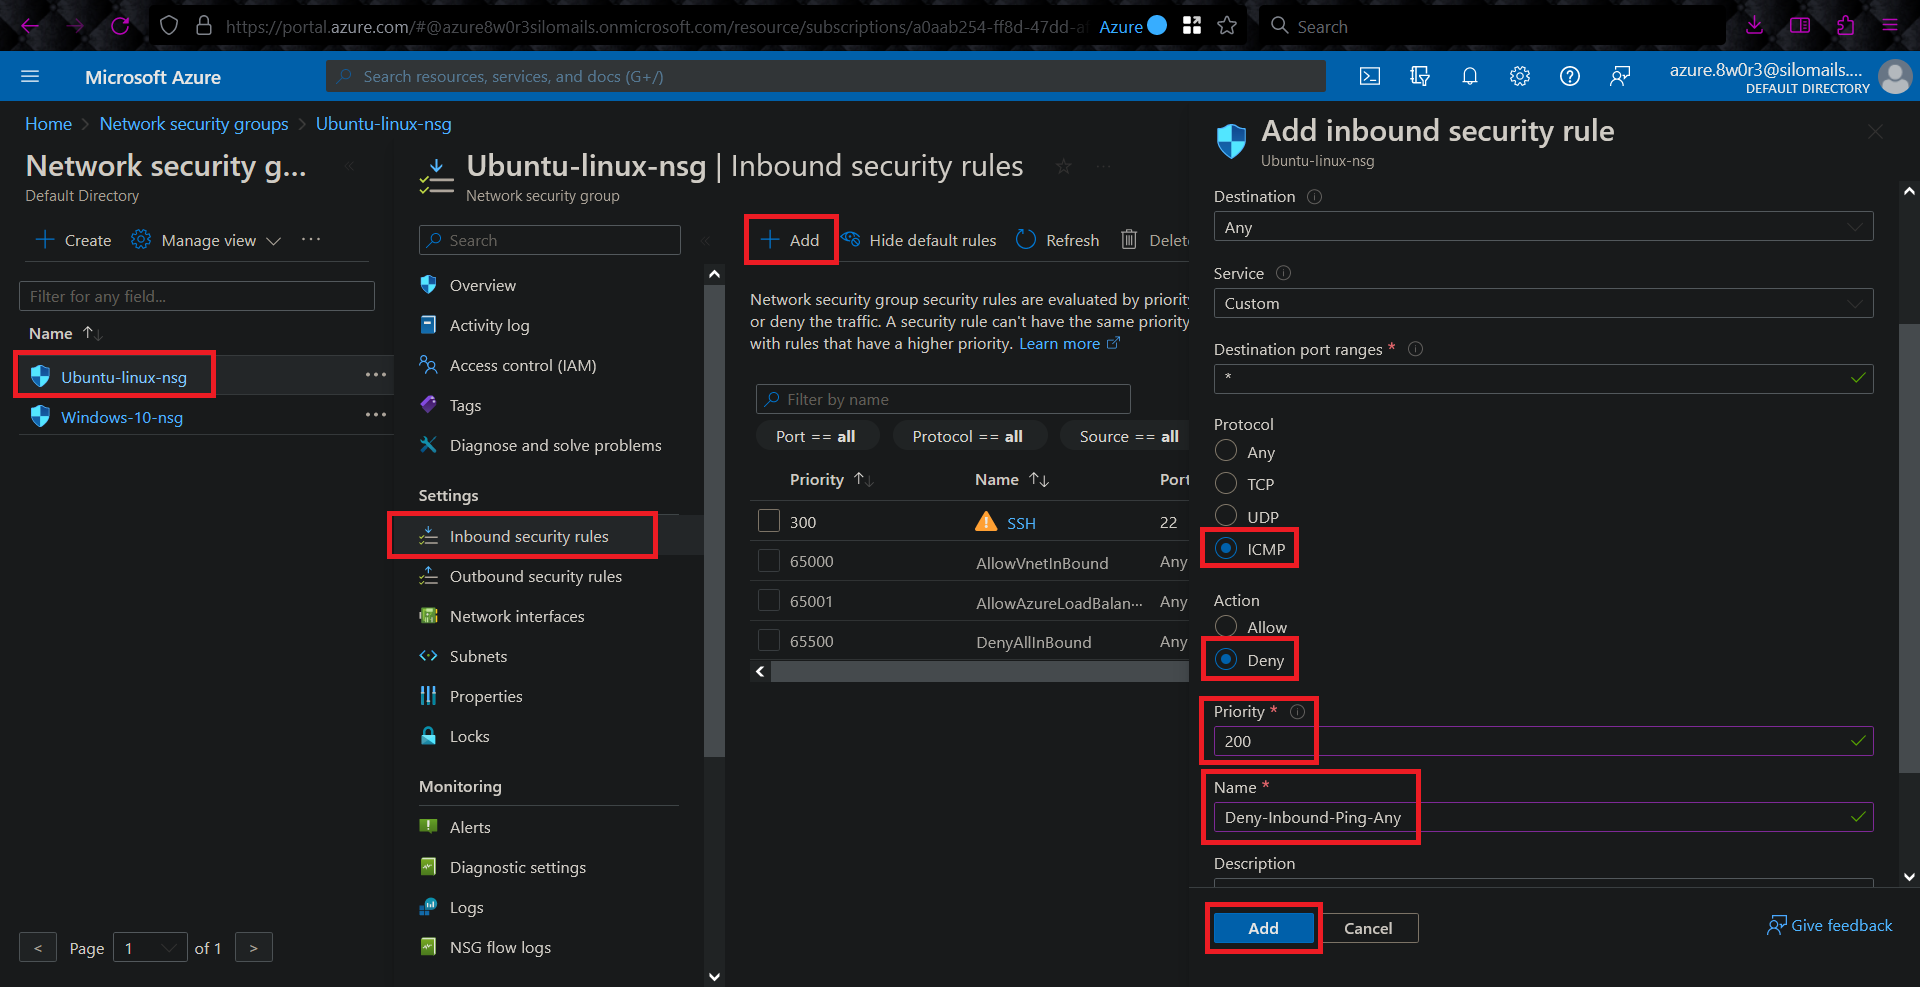 https://portal.azure.com/#@azure8w0r3silomails.onmicrosoft.com/resource/subscriptions/a0aab254-ff8d-47dd-a
Azure
Search
Microsoft Azure
Search resources, services, and docs (G+/)
azure.8w0r3@silomails....
DEFAULT DIRECTORY
Home > Network security groups > Ubuntu-linux-nsg
Network security g...
Default Directory
Create
Manage view
Filter for any field...
Name
Ubuntu-linux-nsg
Windows-10-nsg
< Page 1 of 1 >
Ubuntu-linux-nsg | Inbound security rules
Network security group
Search
Overview
Activity log
Access control (IAM)
Tags
Diagnose and solve problems
Settings
Inbound security rules
Outbound security rules
Network interfaces
Subnets
Properties
Locks
Monitoring
Alerts
Diagnostic settings
Logs
NSG flow logs
Add
Hide default rules
Refresh
Delet
Network security group security rules are evaluated by priority
or deny the traffic. A security rule can't have the same priority
with rules that have a higher priority. Learn more
Filter by name
Port == all
Protocol == all
Source == all
Priority Name Port
300 SSH 22
65000 AllowVnetInBound Any
65001 AllowAzureLoadBalan... Any
65500 DenyAllInBound Any
Add inbound security rule
Ubuntu-linux-nsg
Destination
Any
Service
Custom
Destination port ranges *
*
Protocol
Any
TCP
UDP
ICMP
Action
Allow
Deny
Priority *
200
Name *
Deny-Inbound-Ping-Any
Description
Add
Cancel
Give feedback